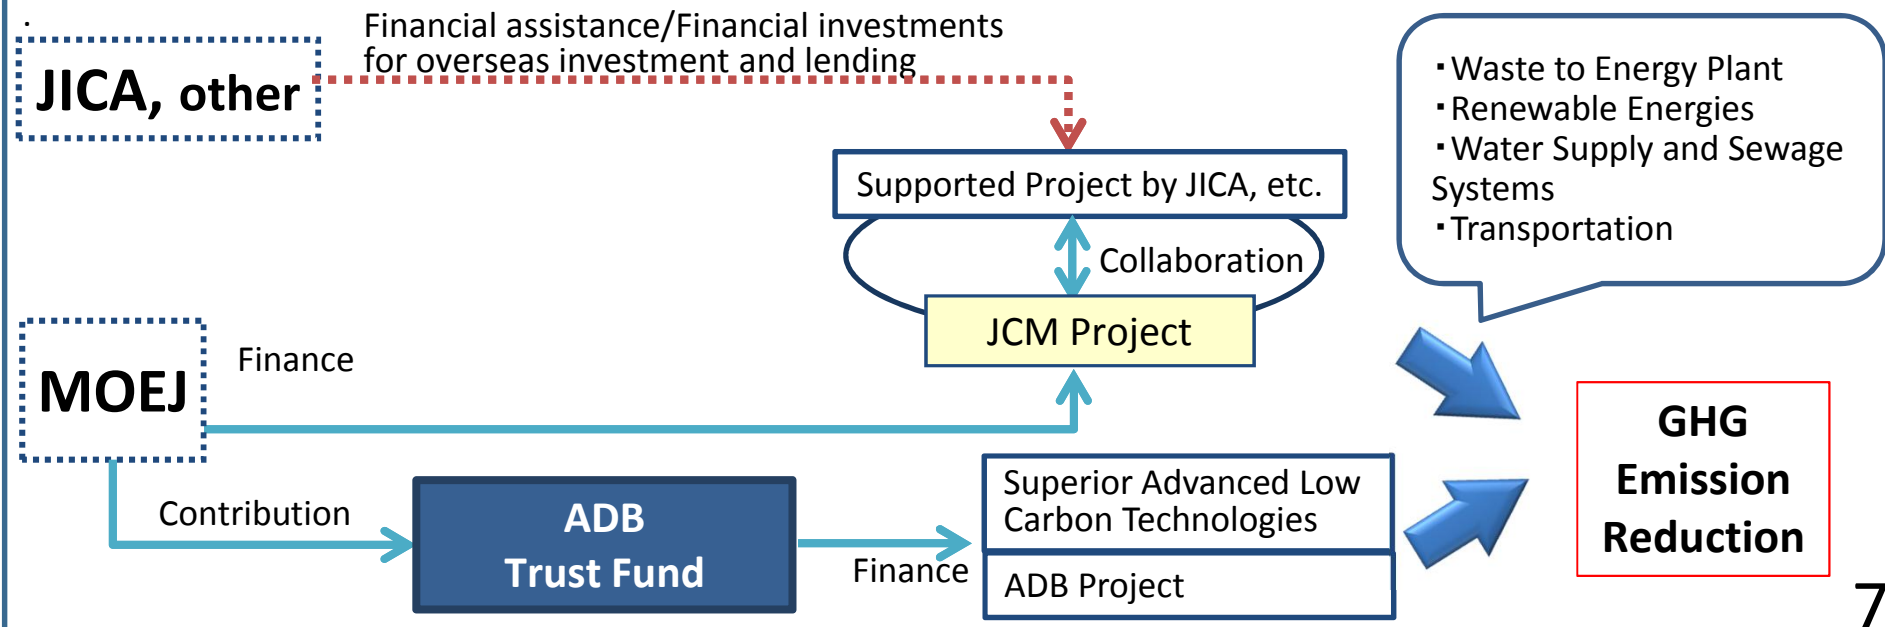 Financial assistance/Financial investments
for overseas investment and lending
JICA, other
Supported Project by JICA, etc.
Collaboration
JCM Project
・Waste to Energy Plant
・Renewable Energies
・Water Supply and Sewage
Systems
・Transportation
MOEJ
Finance
Contribution
ADB
Trust Fund
Finance
Superior Advanced Low
Carbon Technologies
ADB Project
GHG
Emission
Reduction
7